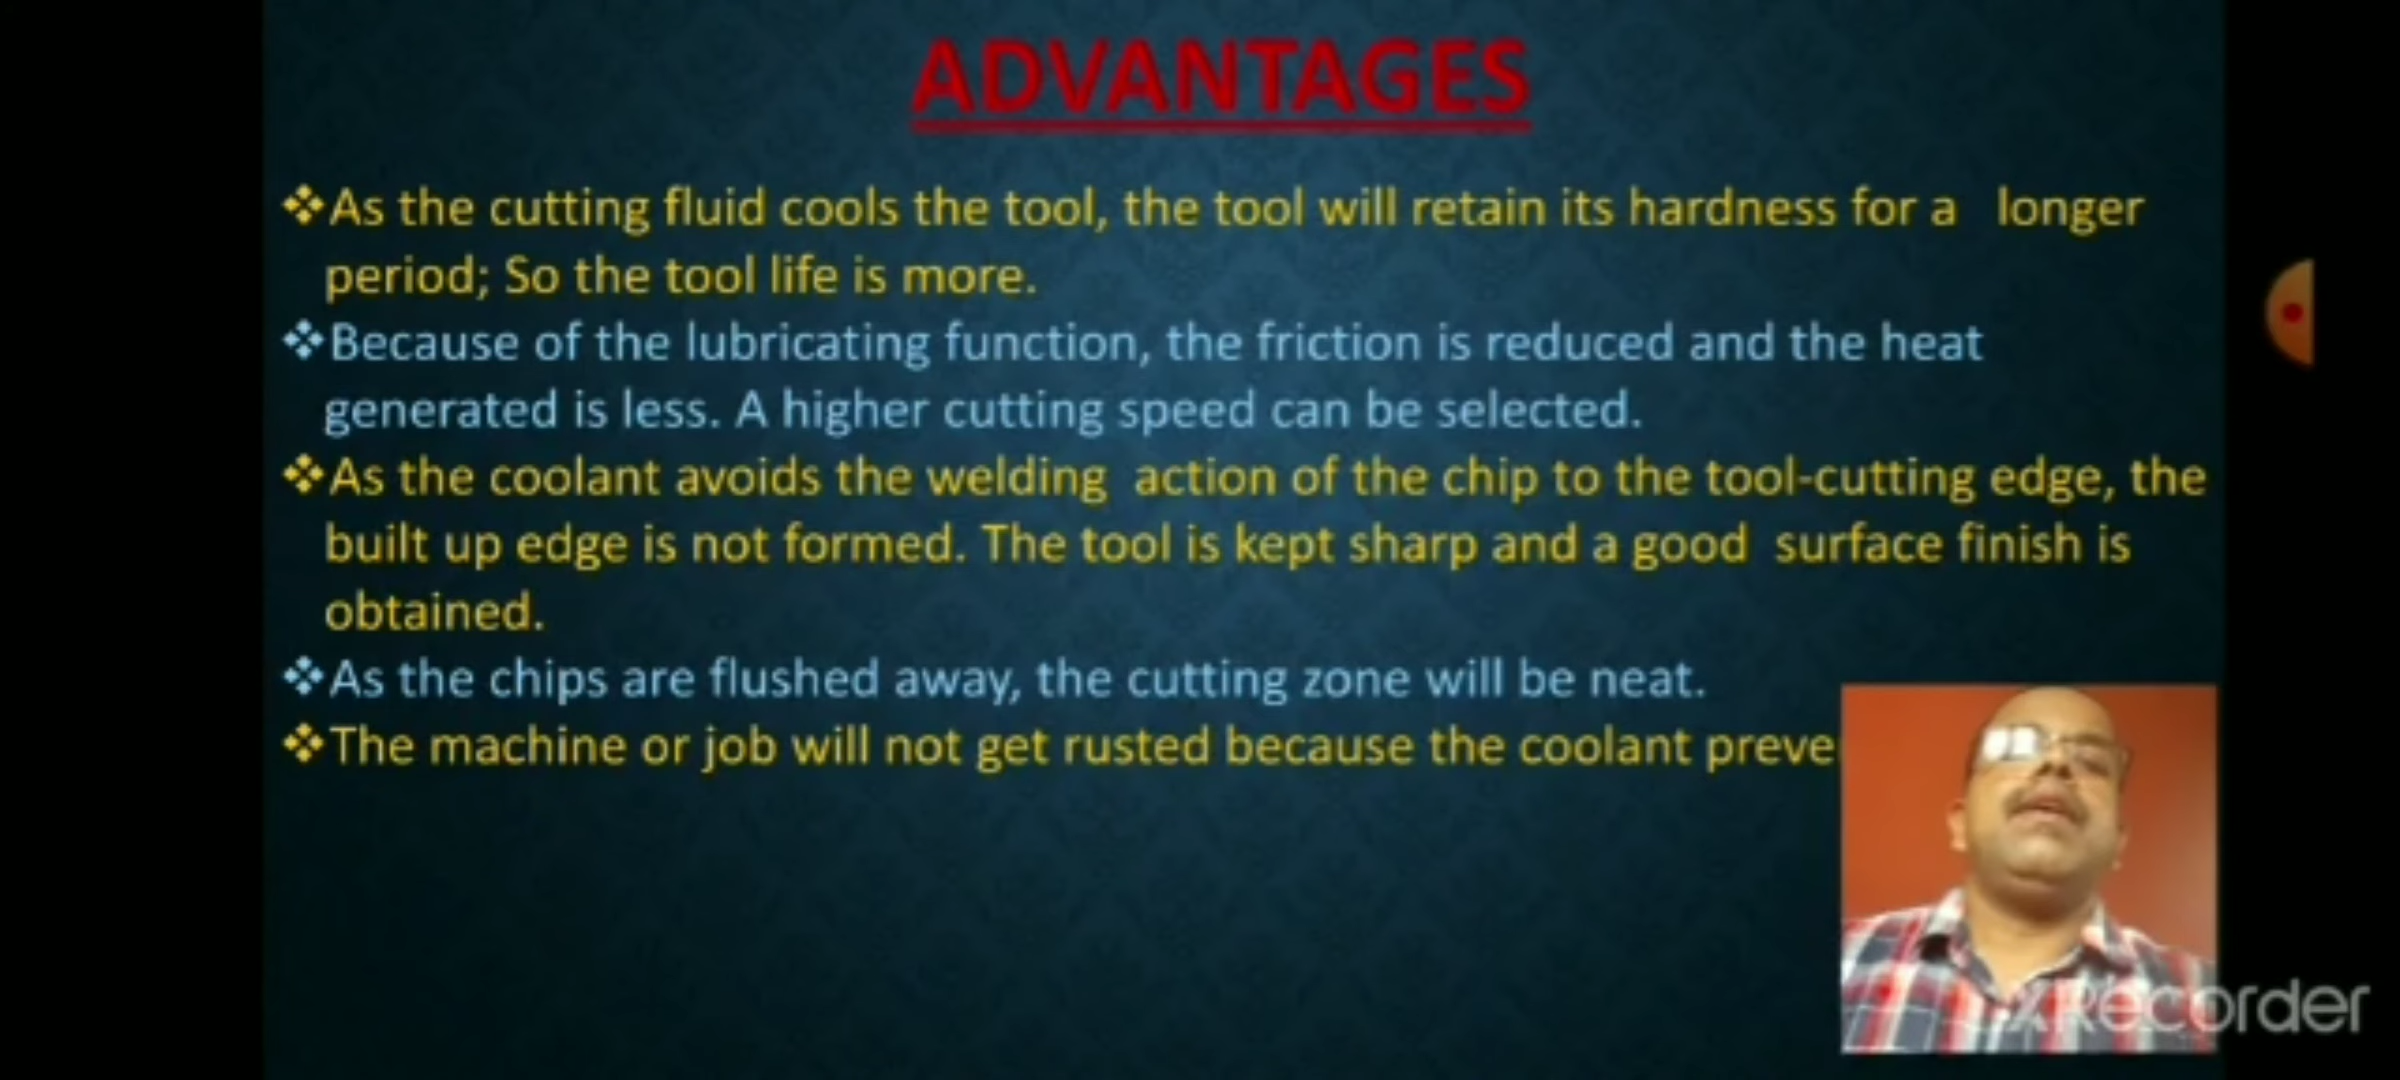 ADVANTAGES
❖As the cutting fluid cools the tool, the tool will retain its hardness for a longer
period; So the tool life is more.
❖Because of the lubricating function, the friction is reduced and the heat
generated is less. A higher cutting speed can be selected.
❖As the coolant avoids the welding action of the chip to the tool-cutting edge, the
built up edge is not formed. The tool is kept sharp and a good surface finish is
obtained.
❖As the chips are flushed away, the cutting zone will be neat.
❖The machine or job will not get rusted because the coolant